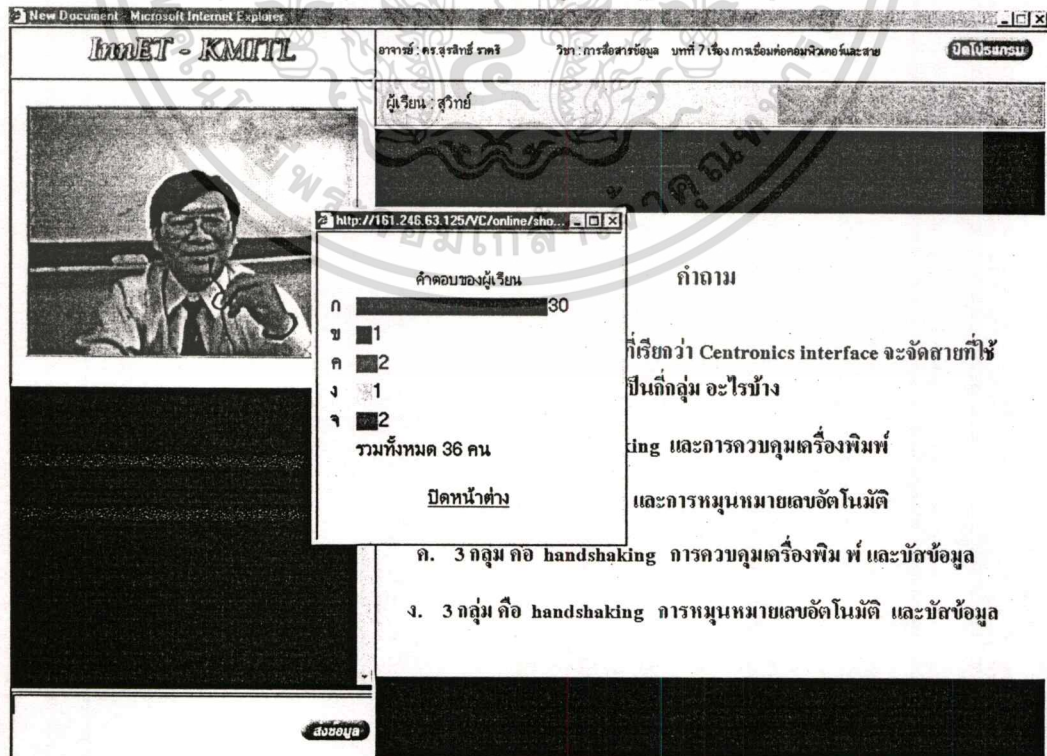 New Document - Microsoft Internet Explorer
InnET - KMITL
อาจารย์ : ดร.สุรสิทธิ์ ราตรี วิชา : การสื่อสารข้อมูล บทที่ 7 เรื่อง การเชื่อมต่อคอมพิวเตอร์และสาย
ปิดโปรแกรม
ผู้เรียน : สุวิทย์
http://161.246.63.125/VC/online/sho...
คำตอบของผู้เรียน
ก 30
ข 1
ค 2
ง 1
จ 2
รวมทั้งหมด 36 คน
ปิดหน้าต่าง
คำถาม
ที่เรียกว่า Centronics interface จะจัดสายที่ใช้
เป็นกี่กลุ่ม อะไรบ้าง
king และการควบคุมเครื่องพิมพ์
และการหมุนหมายเลขอัตโนมัติ
ค. 3 กลุ่ม คือ handshaking การควบคุมเครื่องพิม พ์ และบัสข้อมูล
ง. 3 กลุ่ม คือ handshaking การหมุนหมายเลขอัตโนมัติ และบัสข้อมูล
ส่งข้อมูล